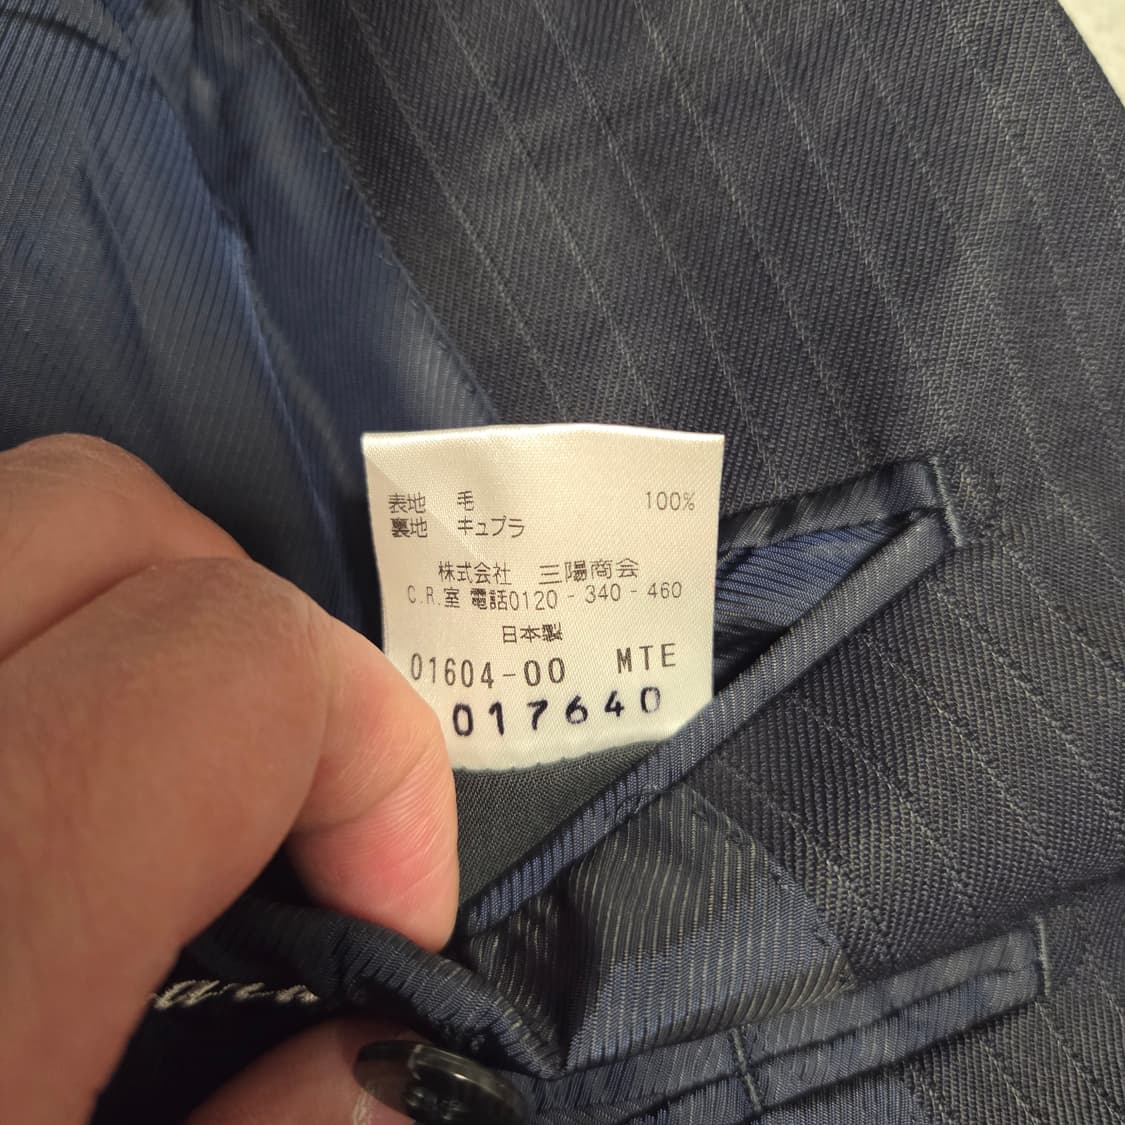 表地 毛 100%
裏地 キュプラ
株式会社 三陽商会
C.R.室 電話0120-340-460
日本製
01604-00 MTE
017640